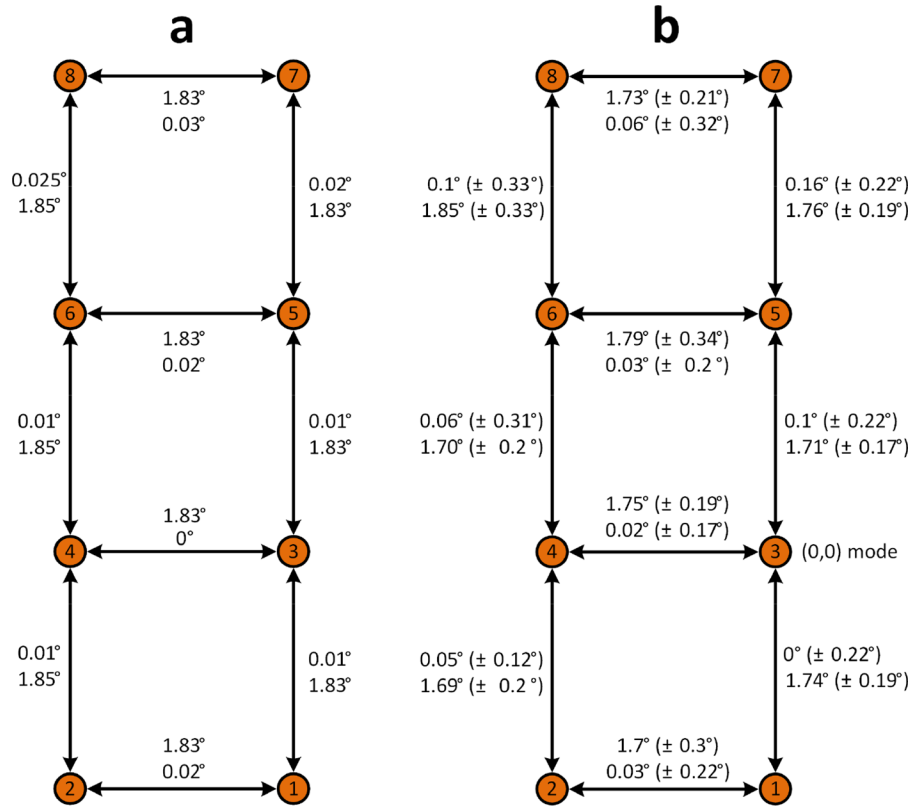 a
b
8
7
8
7
1.83°
0.03°
1.73° (± 0.21°)
0.06° (± 0.32°)
0.025°
1.85°
0.02°
1.83°
0.1° (± 0.33°)
1.85° (± 0.33°)
0.16° (± 0.22°)
1.76° (± 0.19°)
6
5
6
5
1.83°
0.02°
1.79° (± 0.34°)
0.03° (± 0.2°)
0.01°
1.85°
0.01°
1.83°
0.06° (± 0.31°)
1.70° (± 0.2°)
0.1° (± 0.22°)
1.71° (± 0.17°)
1.83°
0°
1.75° (± 0.19°)
0.02° (± 0.17°)
4
3
4
3
(0,0) mode
0.01°
1.85°
0.01°
1.83°
0.05° (± 0.12°)
1.69° (± 0.2°)
0° (± 0.22°)
1.74° (± 0.19°)
1.83°
0.02°
1.7° (± 0.3°)
0.03° (± 0.22°)
2
1
2
1